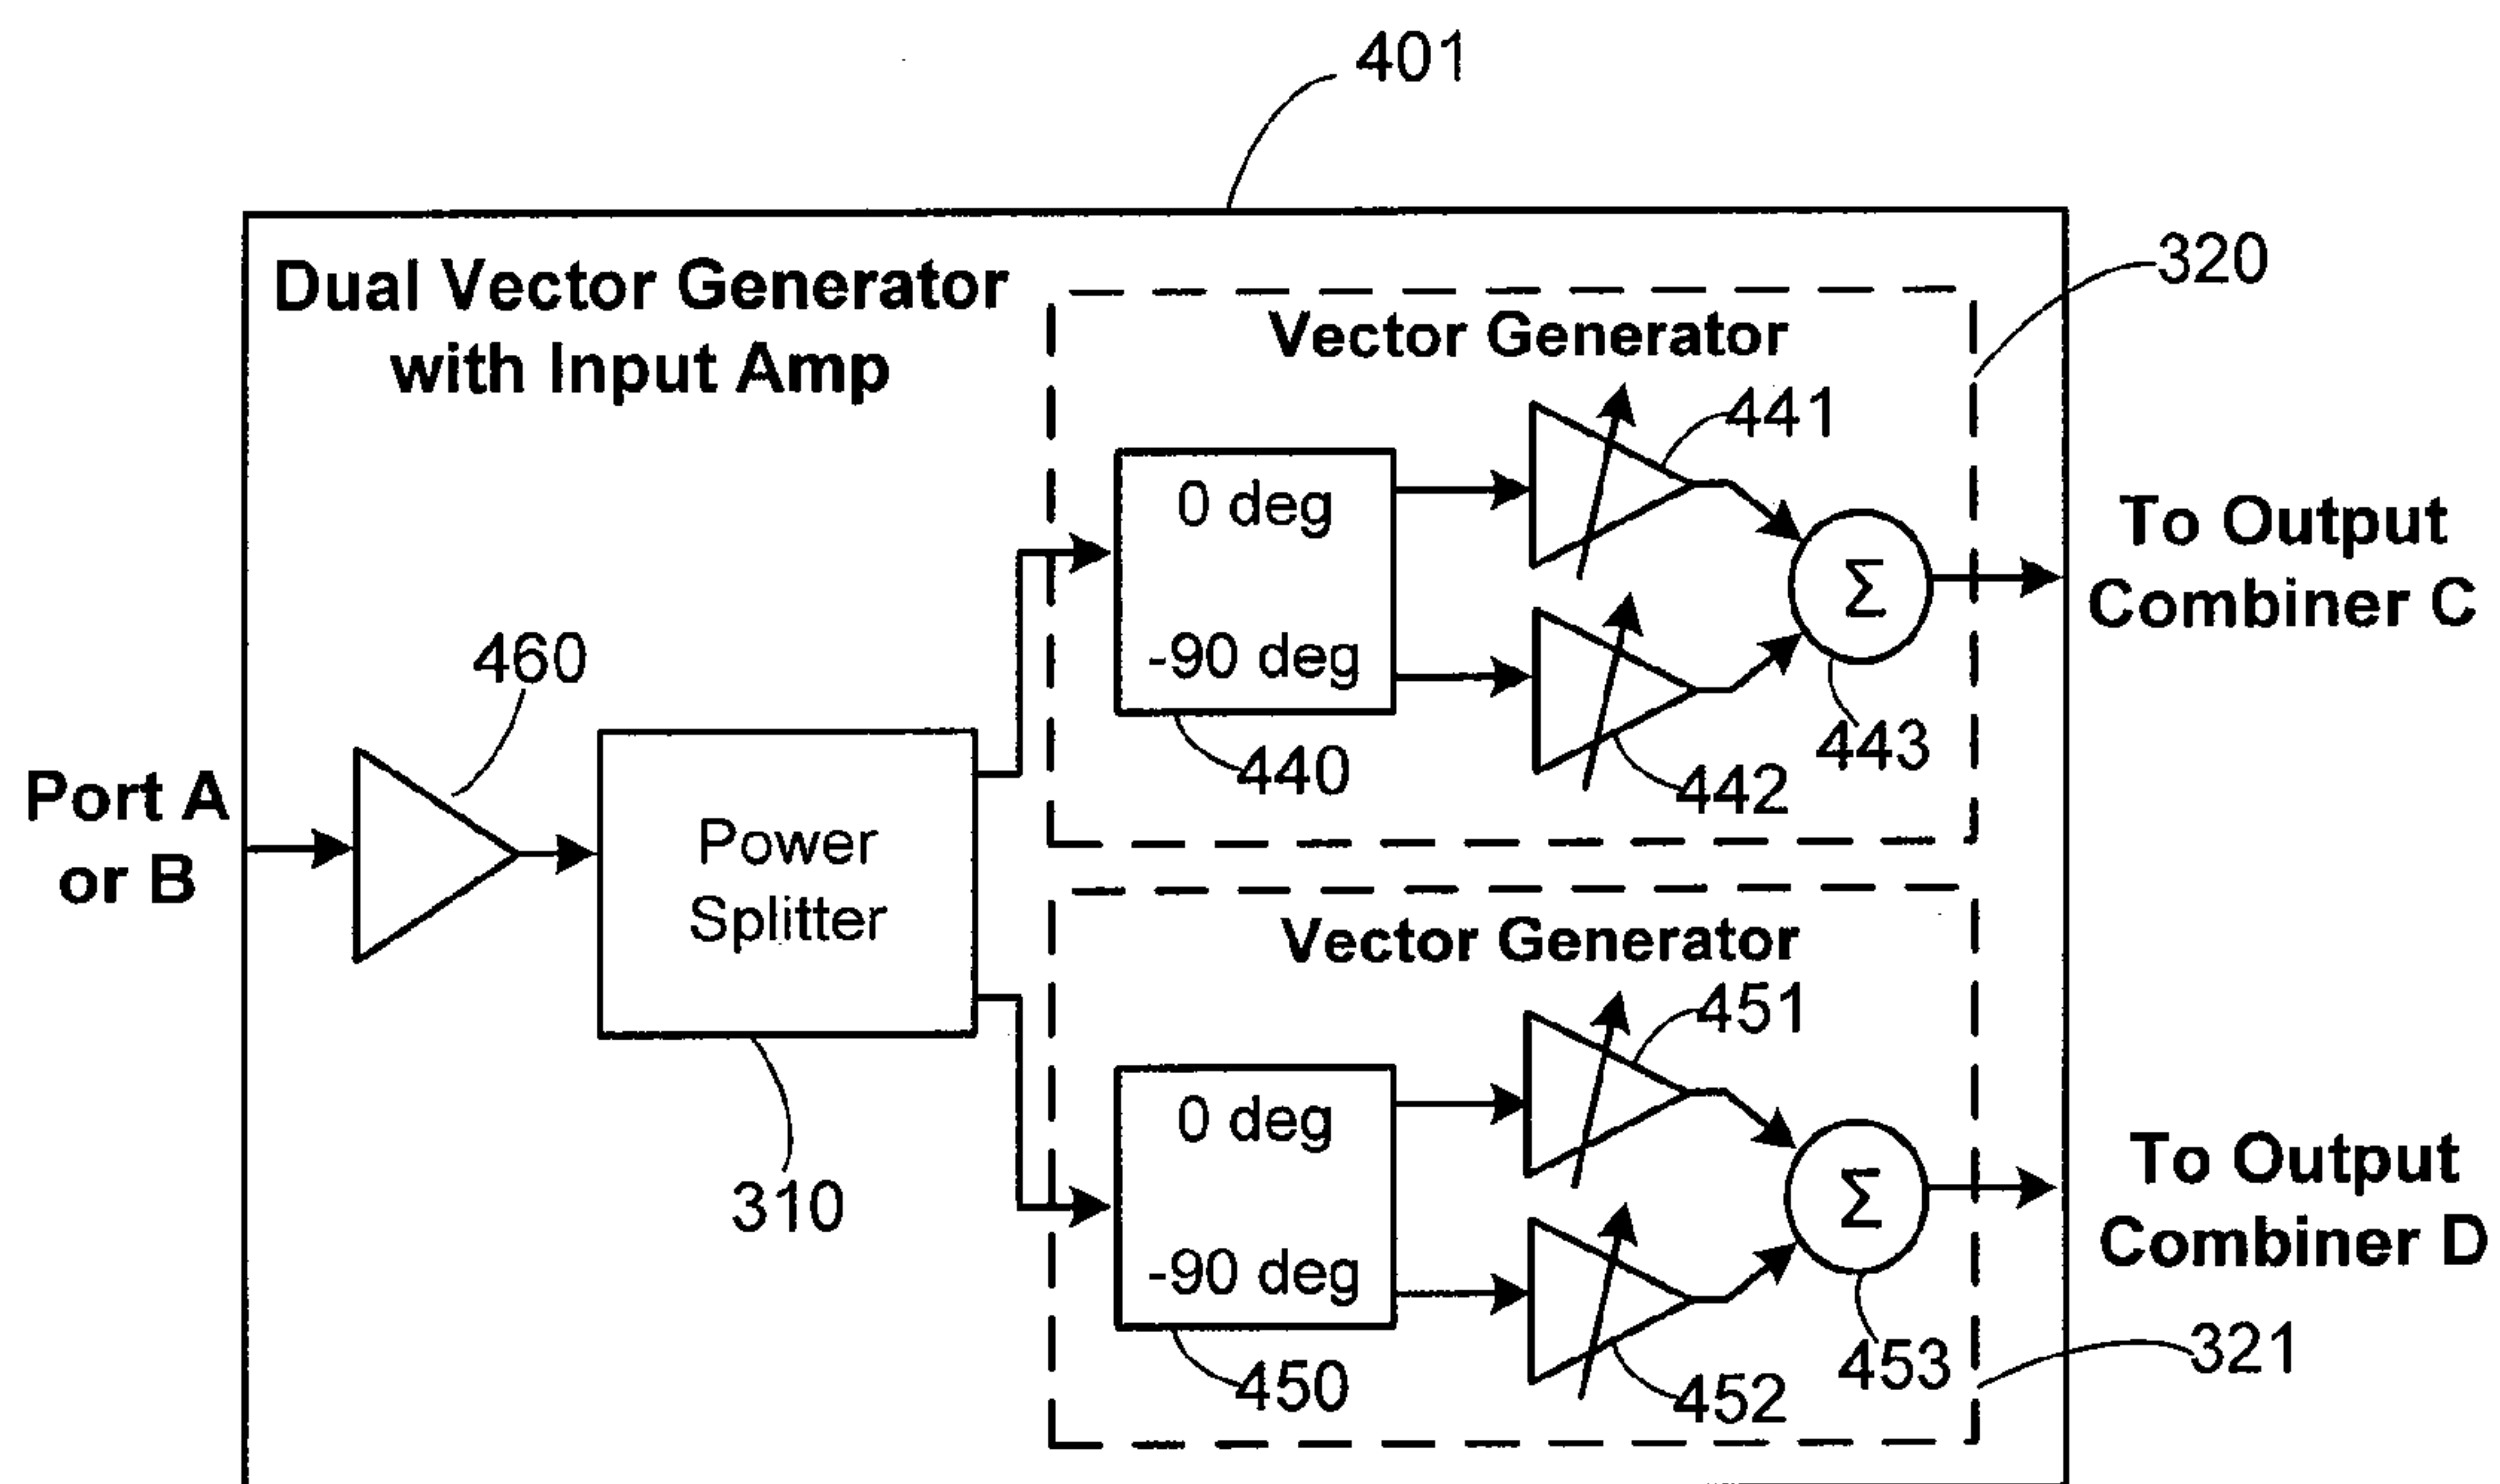 401
Dual Vector Generator
with Input Amp
320
Vector Generator
441
0 deg
-90 deg
Σ
442
443
440
To Output
Combiner C
460
Port A
or B
Power
Splitter
310
Vector Generator
451
0 deg
-90 deg
Σ
452
453
450
To Output
Combiner D
321